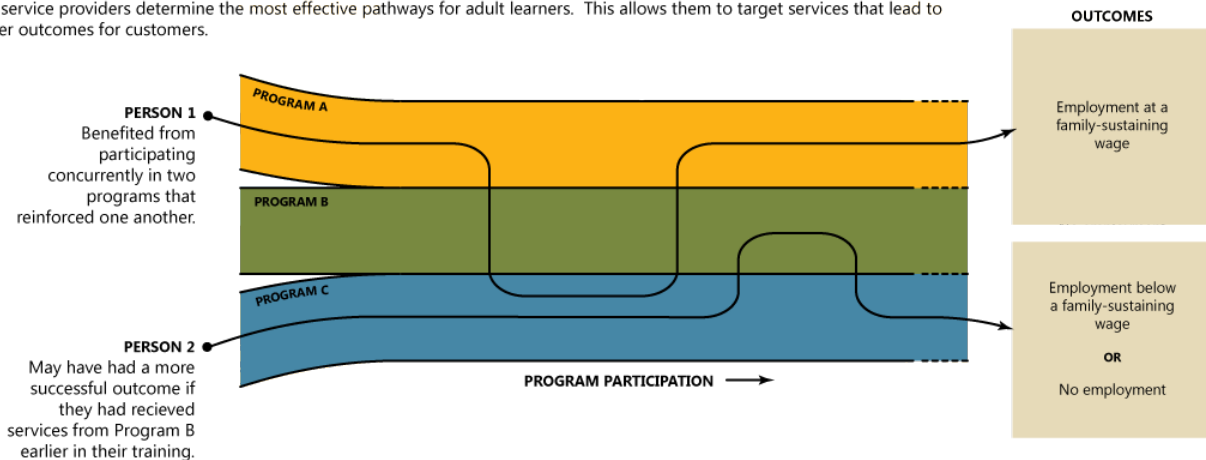 service providers determine the most effective pathways for adult learners.  This allows them to target services that lead to
er outcomes for customers.
OUTCOMES
PROGRAM A
PERSON 1
Benefited from
participating
concurrently in two
programs that
reinforced one another.
Employment at a
family-sustaining
wage
PROGRAM B
PROGRAM C
PERSON 2
May have had a more
successful outcome if
they had recieved
services from Program B
earlier in their training.
Employment below
a family-sustaining
wage
OR
No employment
PROGRAM PARTICIPATION